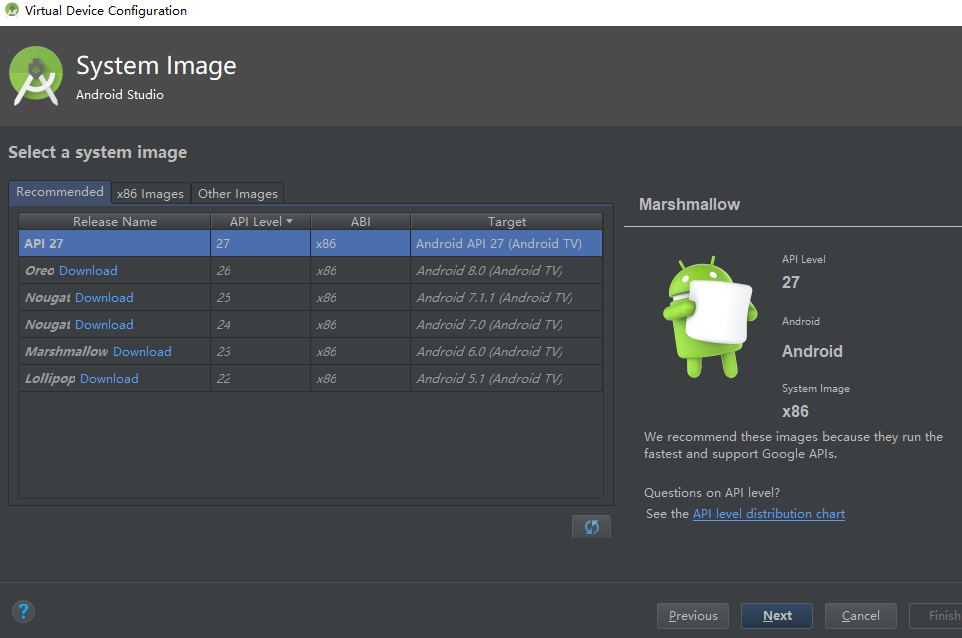 Virtual Device Configuration
System Image
Android Studio
Select a system image
Recommended x86 Images Other Images
Release Name API Level ABI Target
API 27 27 x86 Android API 27 (Android TV)
Oreo Download 26 x86 Android 8.0 (Android TV)
Nougat Download 25 x86 Android 7.1.1 (Android TV)
Nougat Download 24 x86 Android 7.0 (Android TV)
Marshmallow Download 23 x86 Android 6.0 (Android TV)
Lollipop Download 22 x86 Android 5.1 (Android TV)
Marshmallow
API Level
27
Android
Android
System Image
x86
We recommend these images because they run the
fastest and support Google APIs.
Questions on API level?
See the API level distribution chart
?
Previous Next Cancel Finish